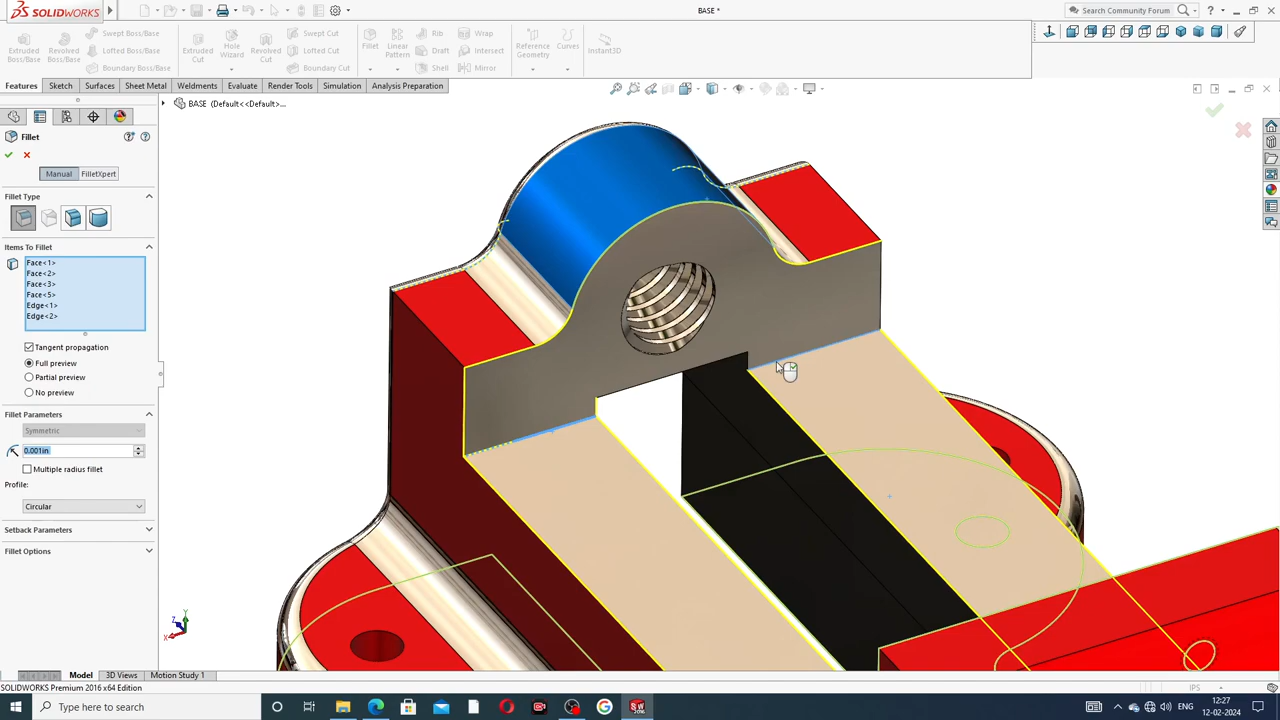 SOLIDWORKS
BASE *
Search Community Forum
?
Extruded Boss/Base
Revolved Boss/Base
Swept Boss/Base
Lofted Boss/Base
Boundary Boss/Base
Extruded Cut
Hole Wizard
Revolved Cut
Swept Cut
Lofted Cut
Boundary Cut
Fillet
Linear Pattern
Rib
Draft
Shell
Wrap
Intersect
Mirror
Reference Geometry
Curves
Instant3D
Features
Sketch
Surfaces
Sheet Metal
Weldments
Evaluate
Render Tools
Simulation
Analysis Preparation
BASE (Default<<Default>...
Fillet
Manual
FilletXpert
Fillet Type
Items To Fillet
Face<1>
Face<2>
Face<3>
Face<5>
Edge<1>
Edge<2>
Tangent propagation
Full preview
Partial preview
No preview
Fillet Parameters
Symmetric
0.001in
Multiple radius fillet
Profile:
Circular
Setback Parameters
Fillet Options
Y
Z
X
Model
3D Views
Motion Study 1
SOLIDWORKS Premium 2016 x64 Edition
IPS
Type here to search
ENG
12:27
12-02-2024